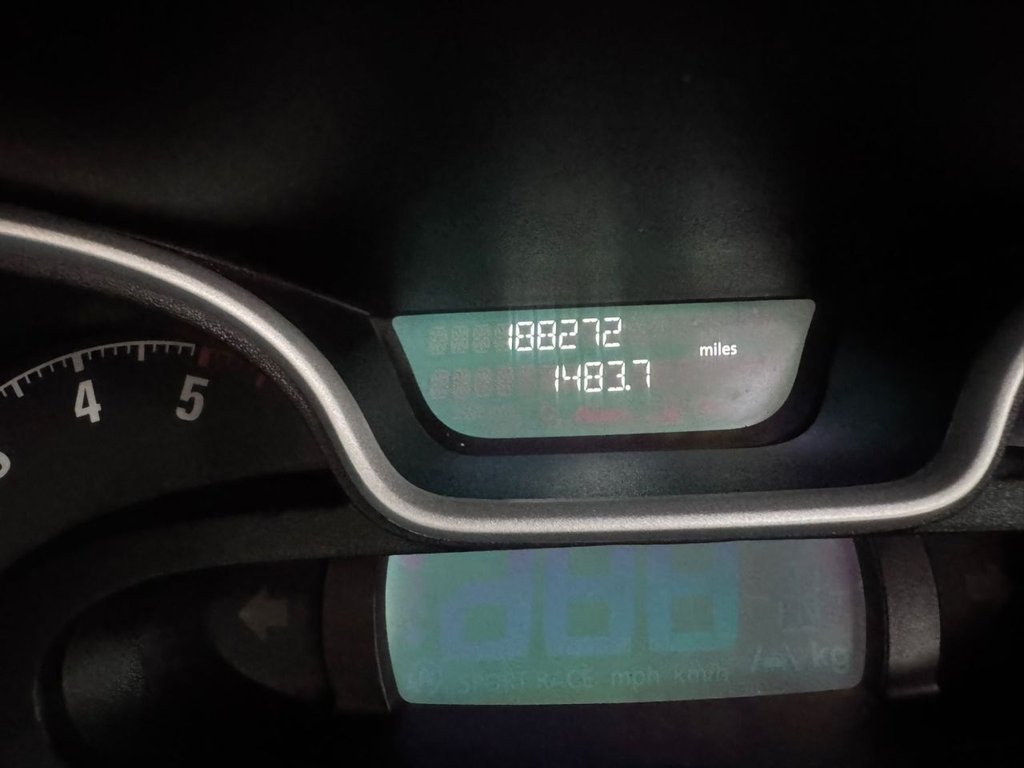 188272
miles
1483.7
4
5
SPORT RACE mph km/h kg